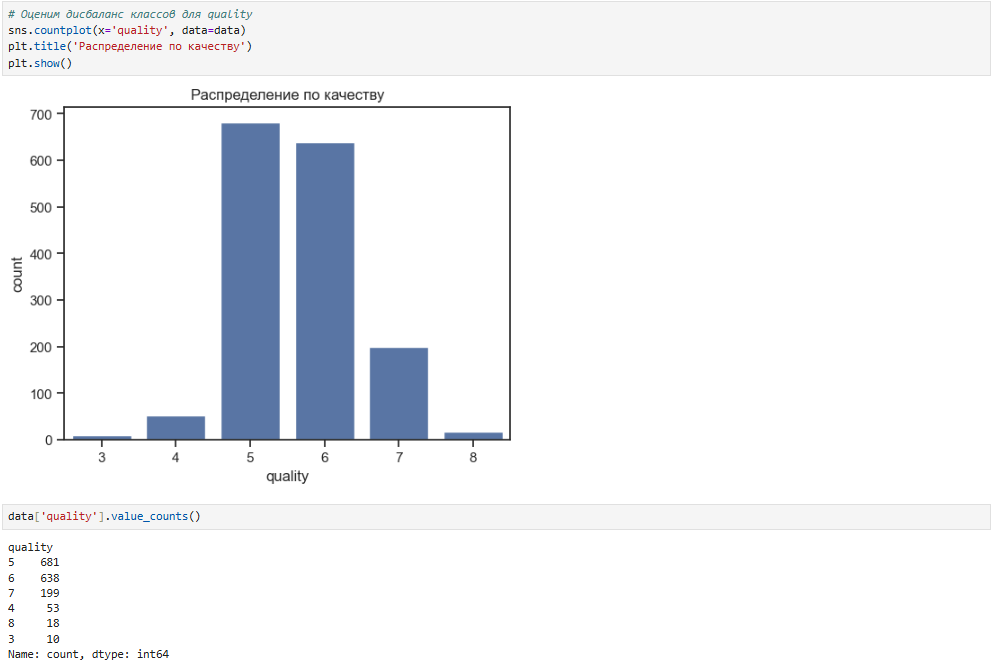 # Оценим дисбаланс классов для quality
sns.countplot(x='quality', data=data)
plt.title('Распределение по качеству')
plt.show()
Распределение по качеству
700
600
500
400
300
200
100
0
count
3 4 5 6 7 8
quality
data['quality'].value_counts()
quality
5 681
6 638
7 199
4 53
8 18
3 10
Name: count, dtype: int64